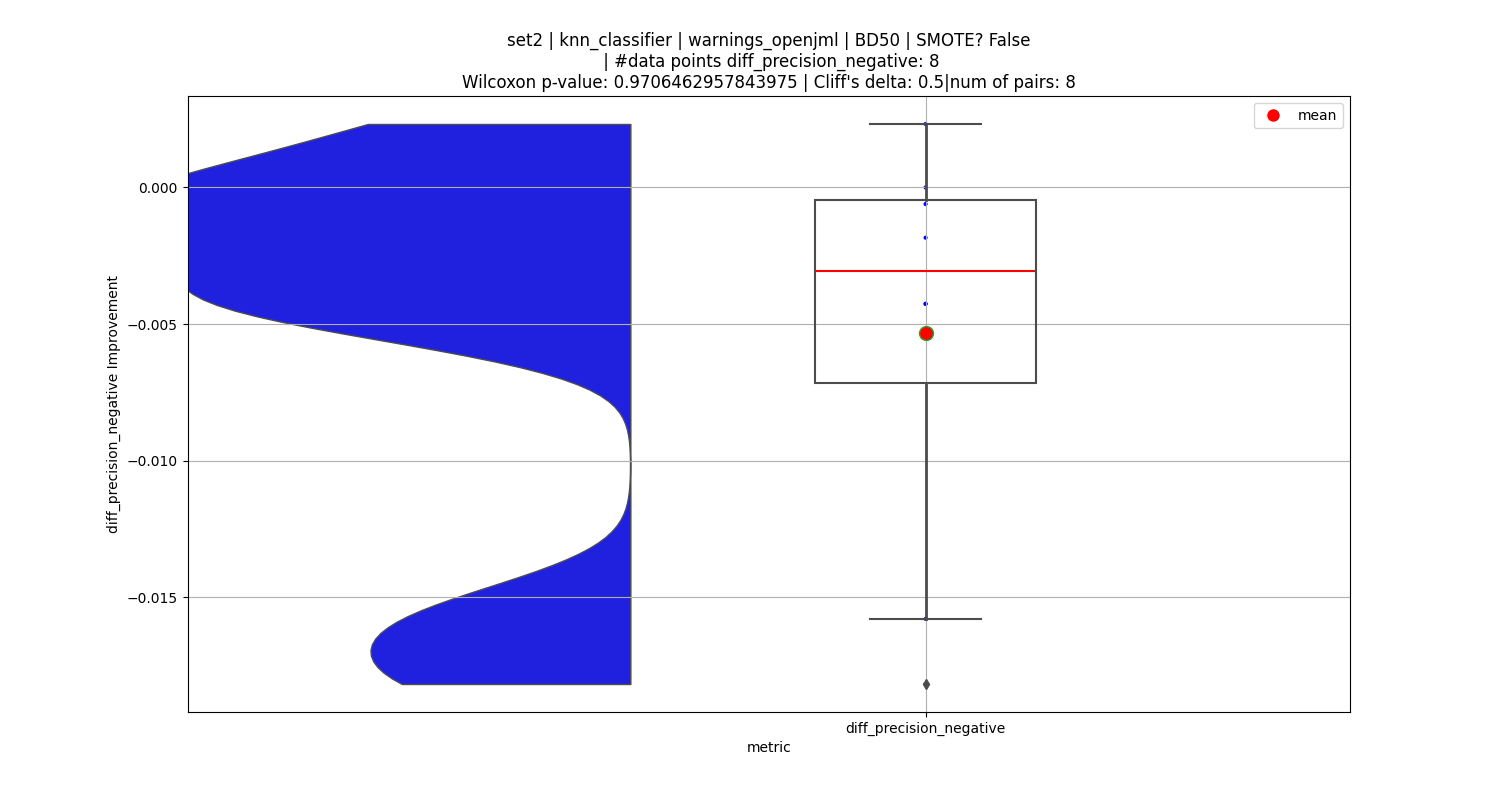 set2 | knn_classifier | warnings_openjml | BD50 | SMOTE? False
| #data points diff_precision_negative: 8
Wilcoxon p-value: 0.9706462957843975 | Cliff's delta: 0.5|num of pairs: 8
mean
0.000
−0.005
−0.010
−0.015
diff_precision_negative Improvement
diff_precision_negative
metric